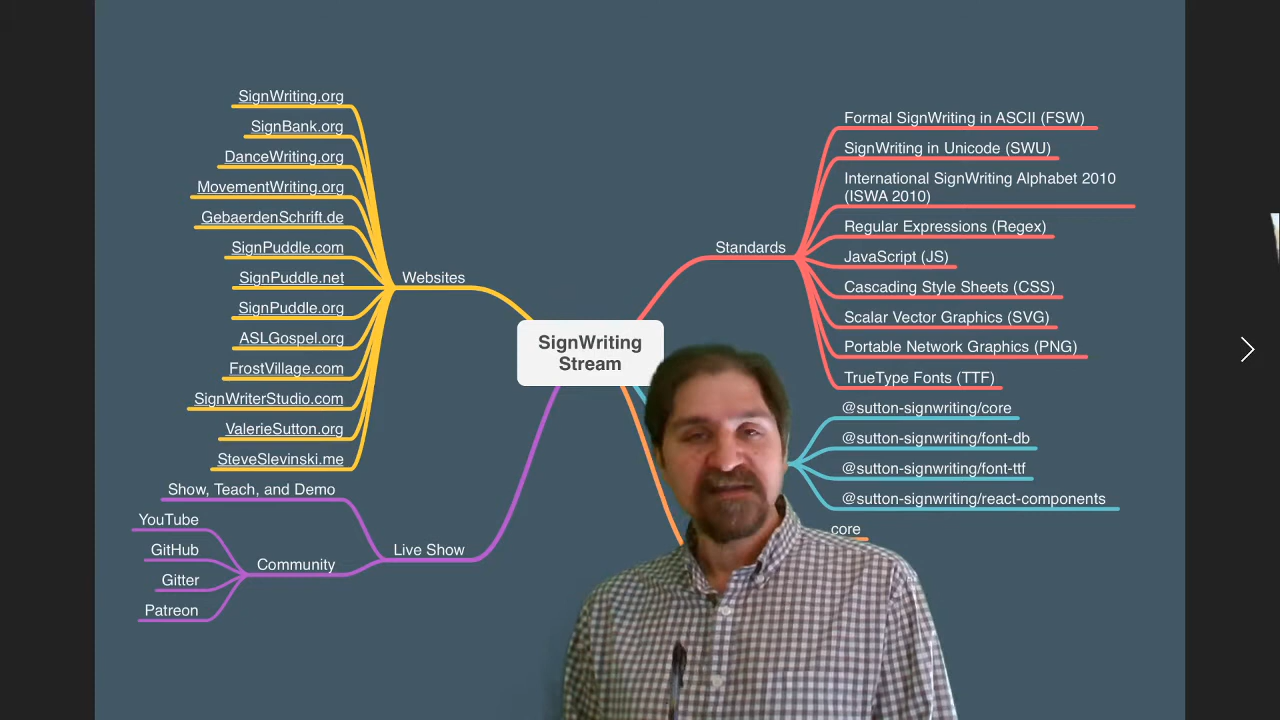 SignWriting.org
SignBank.org
DanceWriting.org
MovementWriting.org
GebaerdenSchrift.de
SignPuddle.com
SignPuddle.net
SignPuddle.org
ASLGospel.org
FrostVillage.com
SignWriterStudio.com
ValerieSutton.org
SteveSlevinski.me
Websites
Show, Teach, and Demo
YouTube
GitHub
Gitter
Patreon
Community
Live Show
SignWriting
Stream
Standards
Formal SignWriting in ASCII (FSW)
SignWriting in Unicode (SWU)
International SignWriting Alphabet 2010
(ISWA 2010)
Regular Expressions (Regex)
JavaScript (JS)
Cascading Style Sheets (CSS)
Scalar Vector Graphics (SVG)
Portable Network Graphics (PNG)
TrueType Fonts (TTF)
@sutton-signwriting/core
@sutton-signwriting/font-db
@sutton-signwriting/font-ttf
@sutton-signwriting/react-components
core